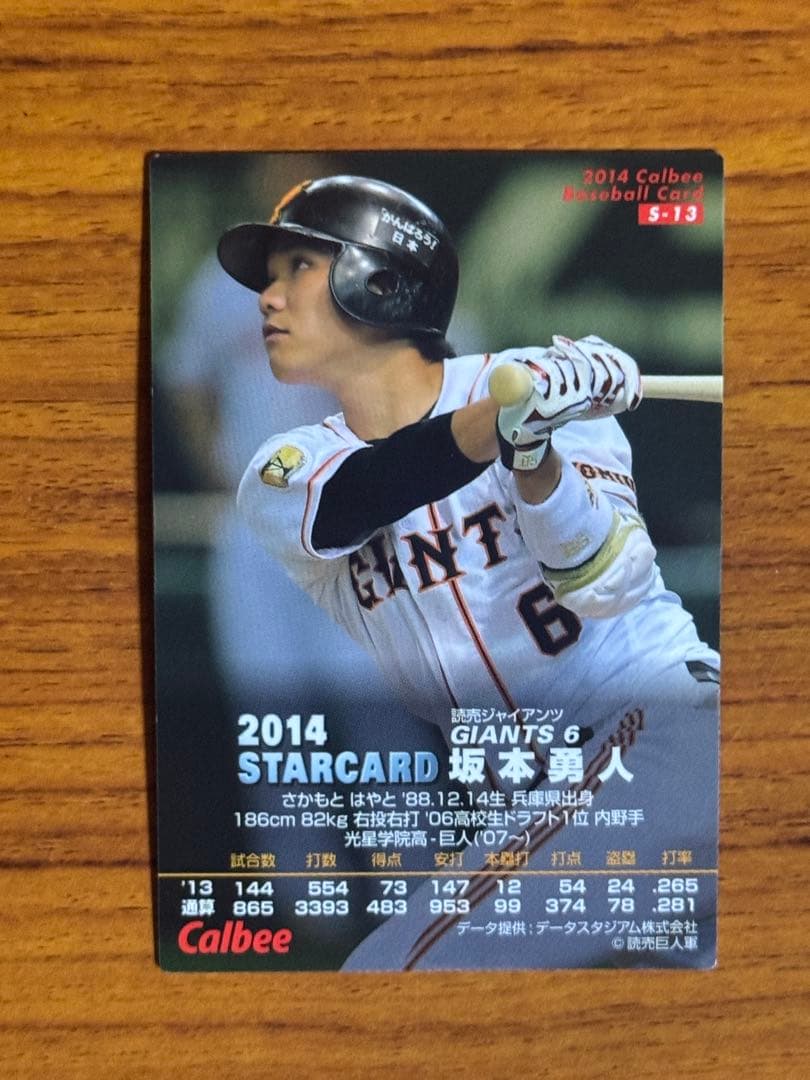 2014 Calbee
Baseball Card
S-13
がんばろう!
日本
GIANTS
6
2014
STARCARD
読売ジャイアンツ
GIANTS 6
坂本勇人
さかもと はやと '88.12.14生 兵庫県出身
186cm 82kg 右投右打 '06高校生ドラフト1位 内野手
光星学院高-巨人('07~)
試合数 打数 得点 安打 本塁打 打点 盗塁 打率
'13 144 554 73 147 12 54 24 .265
通算 865 3393 483 953 99 374 78 .281
Calbee
データ提供:データスタジアム株式会社
©読売巨人軍